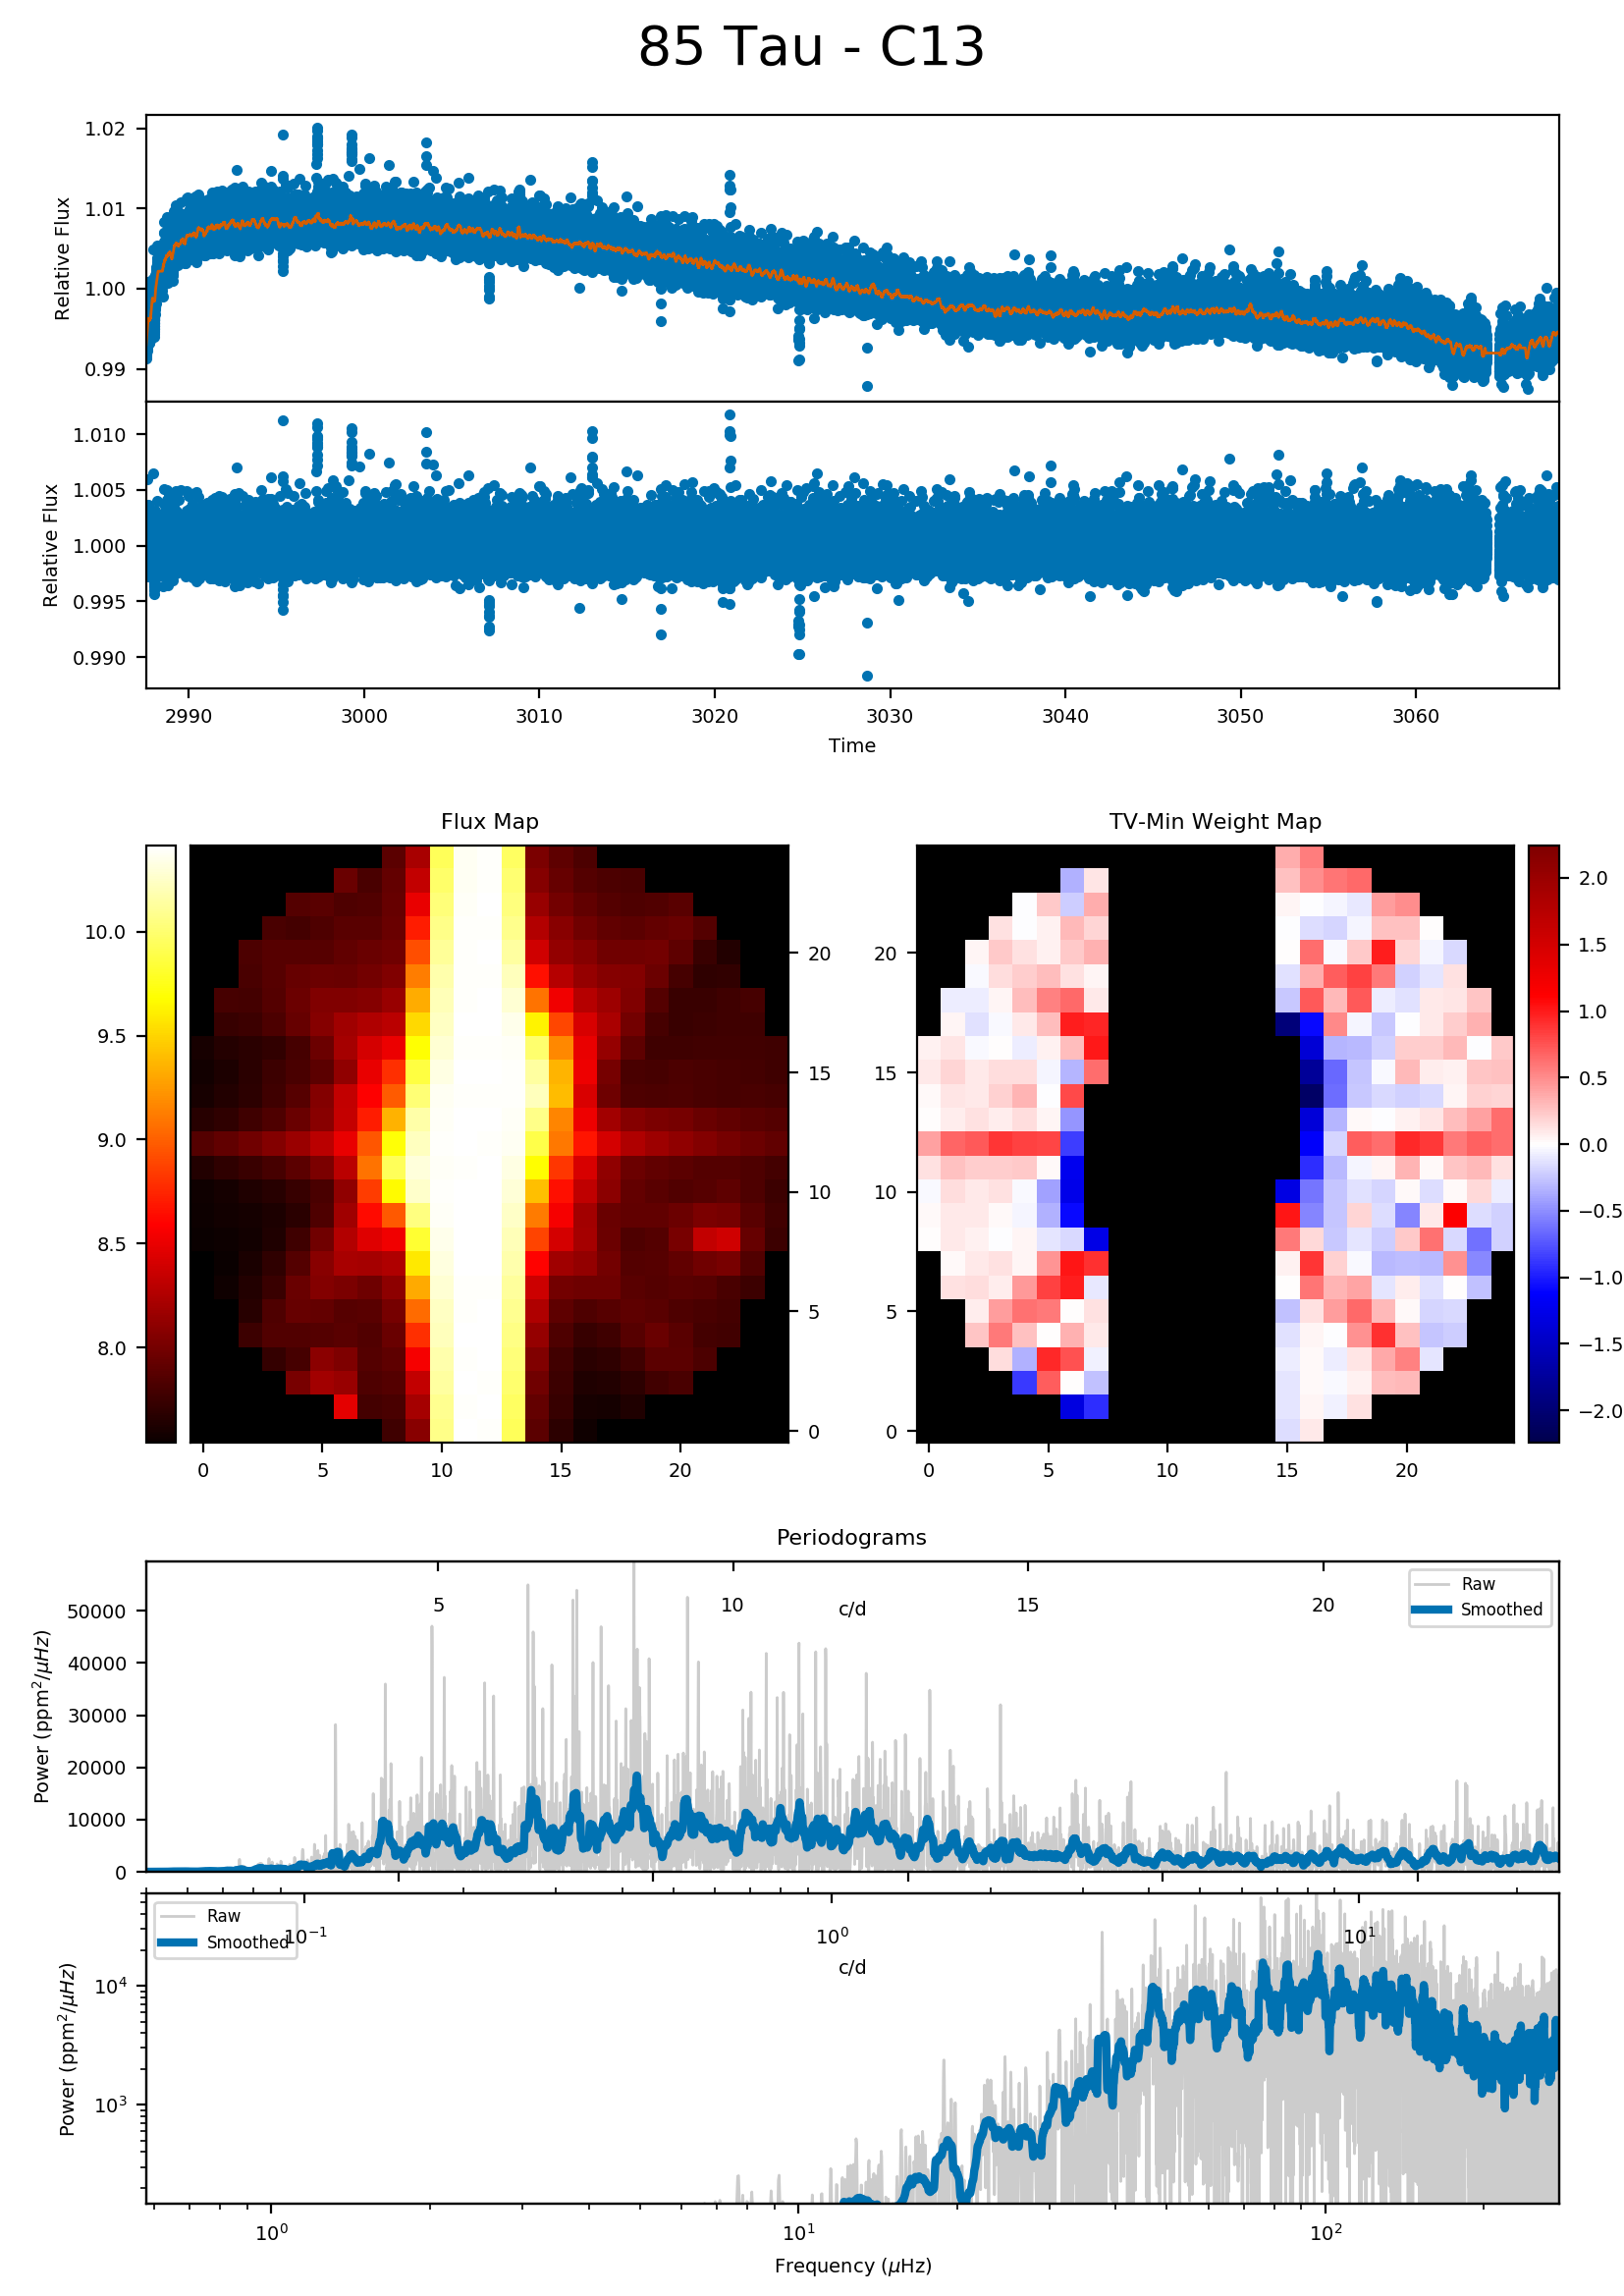 85 Tau - C13
1.02
1.01
1.00
0.99
Relative Flux
1.010
1.005
1.000
0.995
0.990
Relative Flux
2990 3000 3010 3020 3030 3040 3050 3060
Time
Flux Map
TV-Min Weight Map
10.0
9.5
9.0
8.5
8.0
20
15
10
5
0
0 5 10 15 20
20
15
10
5
0
0 5 10 15 20
2.0
1.5
1.0
0.5
0.0
−0.5
−1.0
−1.5
−2.0
Periodograms
5 10 15 20
c/d
Raw
Smoothed
50000
40000
30000
20000
10000
0
Power (ppm²/μHz)
Raw
Smoothed
10⁻¹ 10⁰ 10¹
c/d
10⁴
10³
Power (ppm²/μHz)
10⁰ 10¹ 10²
Frequency (μHz)